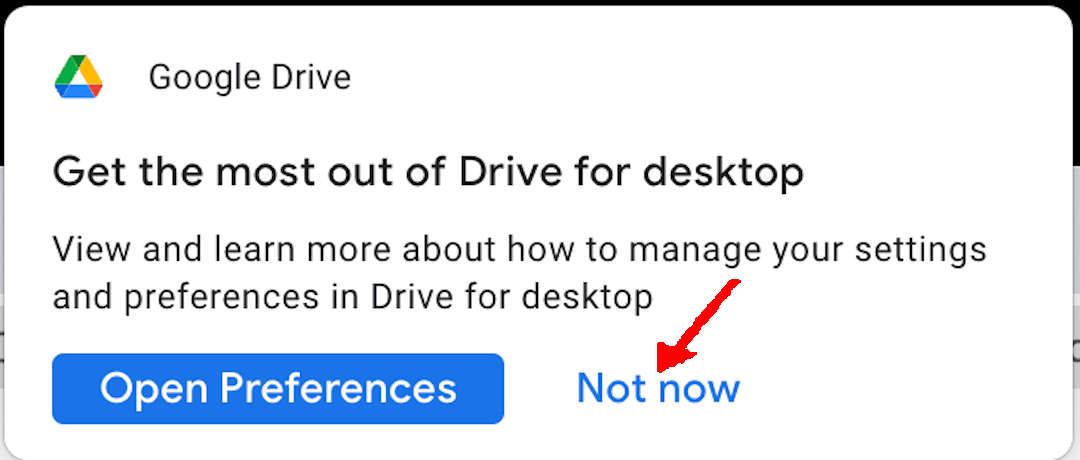 Google Drive
Get the most out of Drive for desktop
View and learn more about how to manage your settings
and preferences in Drive for desktop
Open Preferences
Not now